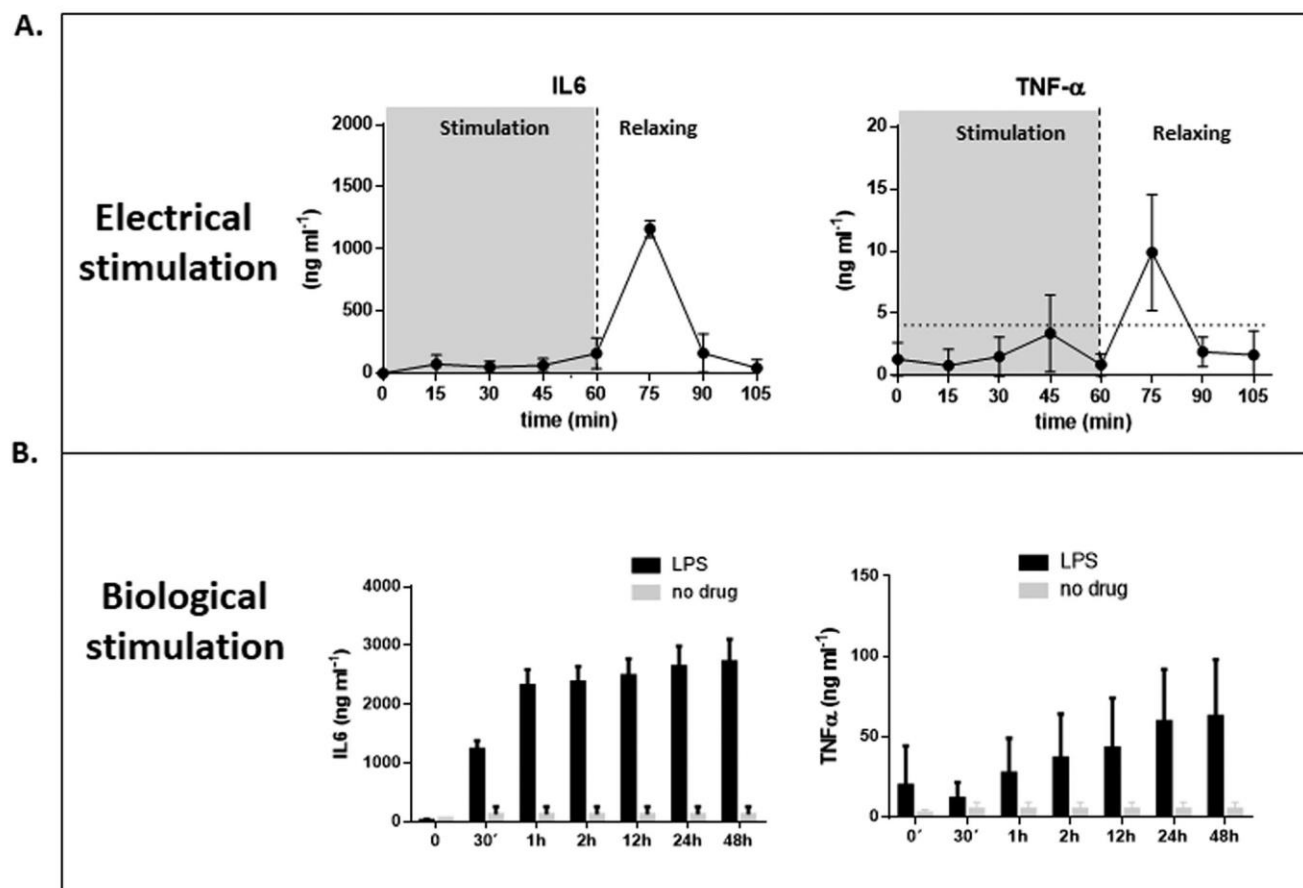 A.
Electrical
stimulation
IL6
Stimulation
Relaxing
(ng ml⁻¹)
2000
1500
1000
500
0
0 15 30 45 60 75 90 105
time (min)
TNF-α
Stimulation
Relaxing
(ng ml⁻¹)
20
15
10
5
0
0 15 30 45 60 75 90 105
time (min)
B.
Biological
stimulation
LPS
no drug
IL6 (ng ml⁻¹)
4000
3000
2000
1000
0
0 30′ 1h 2h 12h 24h 48h
LPS
no drug
TNFα (ng ml⁻¹)
150
100
50
0
0′ 30′ 1h 2h 12h 24h 48h